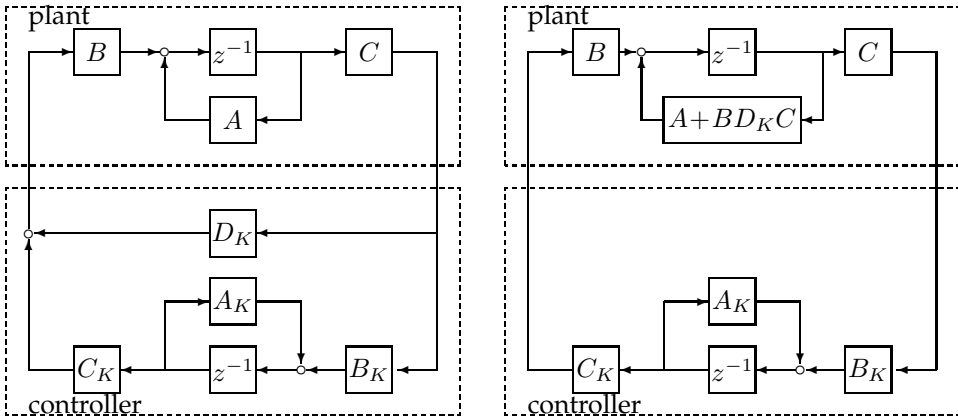 plant
B z⁻¹ C
A
D_K
A_K
C_K z⁻¹ B_K
controller
plant
B z⁻¹ C
A+BD_KC
A_K
C_K z⁻¹ B_K
controller